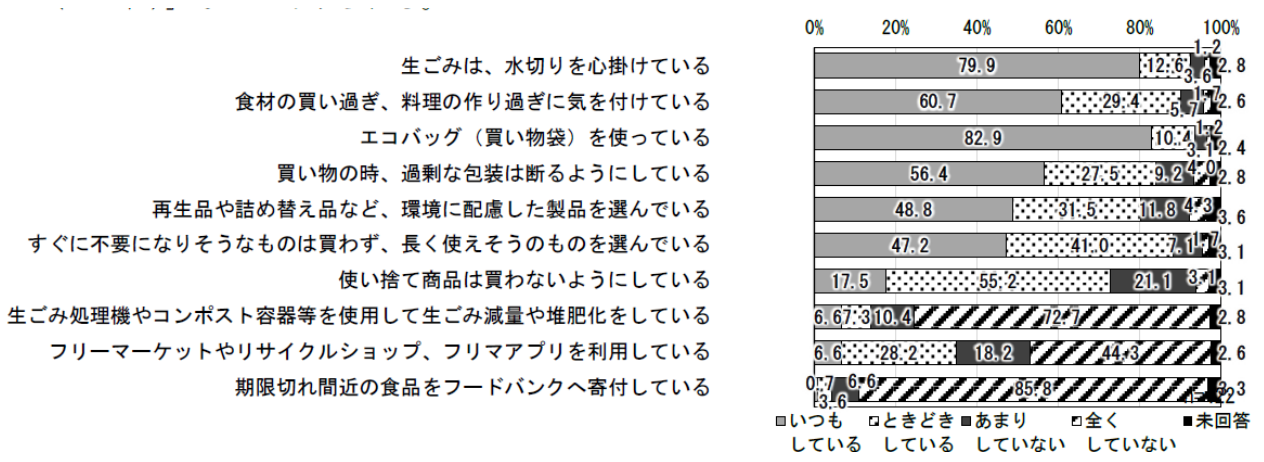 0% 20% 40% 60% 80% 100%
生ごみは、水切りを心掛けている 79.9 12.6 3.6 1.2 2.8
食材の買い過ぎ、料理の作り過ぎに気を付けている 60.7 29.4 5.7 1.7 2.6
エコバッグ（買い物袋）を使っている 82.9 10.4 3.1 1.2 2.4
買い物の時、過剰な包装は断るようにしている 56.4 27.5 9.2 4.0 2.8
再生品や詰め替え品など、環境に配慮した製品を選んでいる 48.8 31.5 11.8 4.3 3.6
すぐに不要になりそうなものは買わず、長く使えそうのものを選んでいる 47.2 41.0 7.1 1.7 3.1
使い捨て商品は買わないようにしている 17.5 55.2 21.1 3.1 3.1
生ごみ処理機やコンポスト容器等を使用して生ごみ減量や堆肥化をしている 6.6 7.3 10.4 72.7 2.8
フリーマーケットやリサイクルショップ、フリマアプリを利用している 6.6 28.2 18.2 44.3 2.6
期限切れ間近の食品をフードバンクへ寄付している 0.7 3.6 6.6 85.8 3.3
いつも ときどき あまり 全く 未回答
している している していない していない